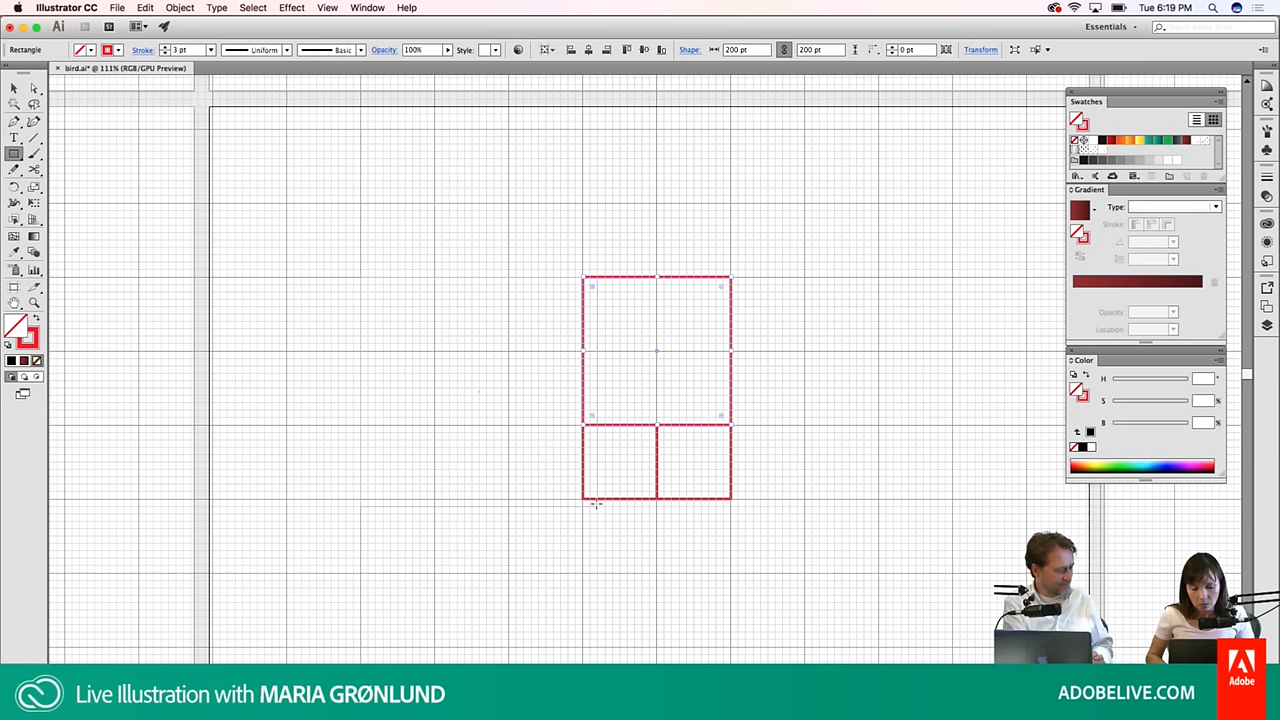 Illustrator CC File Edit Object Type Select Effect View Window Help
Tue 6:19 PM
Ai
Essentials
Rectangle
Stroke: 3 pt
Uniform
Basic
Opacity: 100%
Style:
Shape: 200 pt
200 pt
0 pt
Transform
× bird.ai* @ 111% (RGB/GPU Preview)
Swatches
Gradient
Type:
Stroke:
Opacity:
Location:
Color
H °
S %
B %
Live Illustration with MARIA GRØNLUND
ADOBELIVE.COM
Adobe